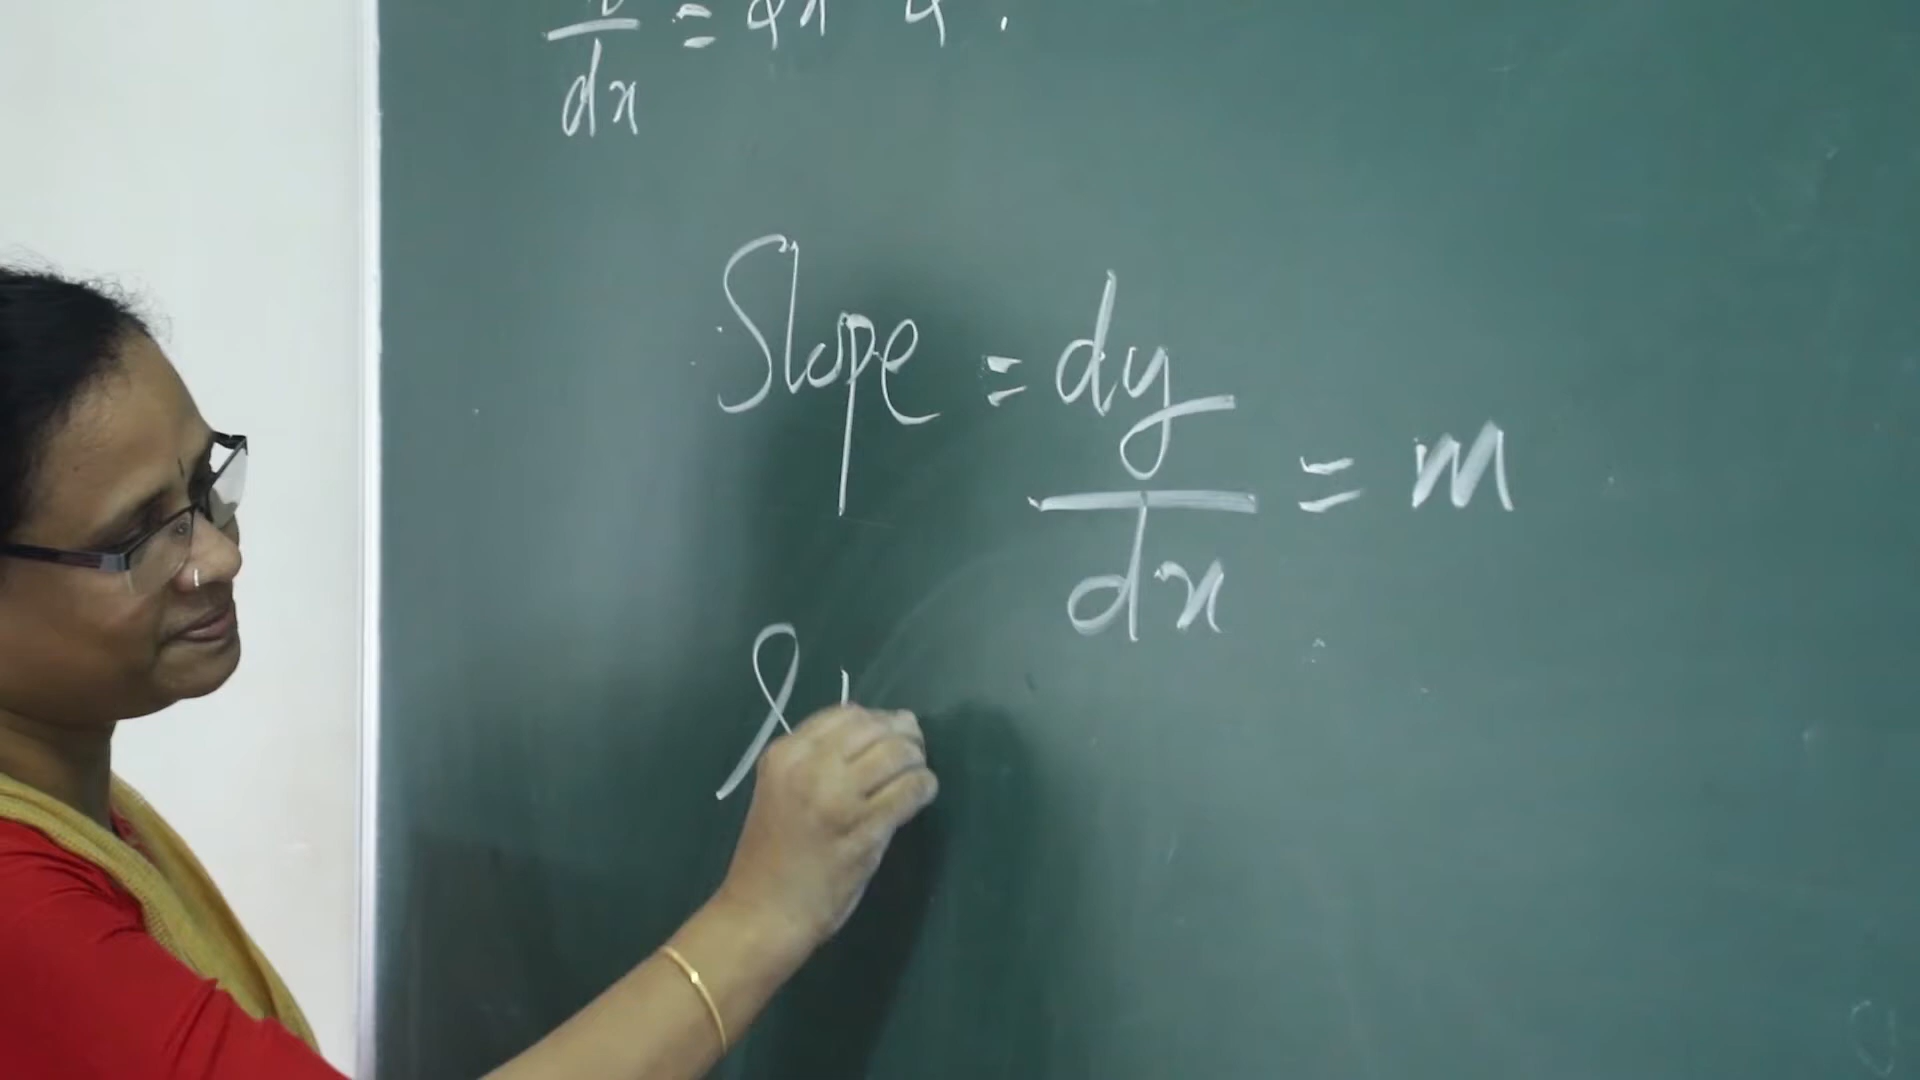 dx
Slope = dy/dx = m